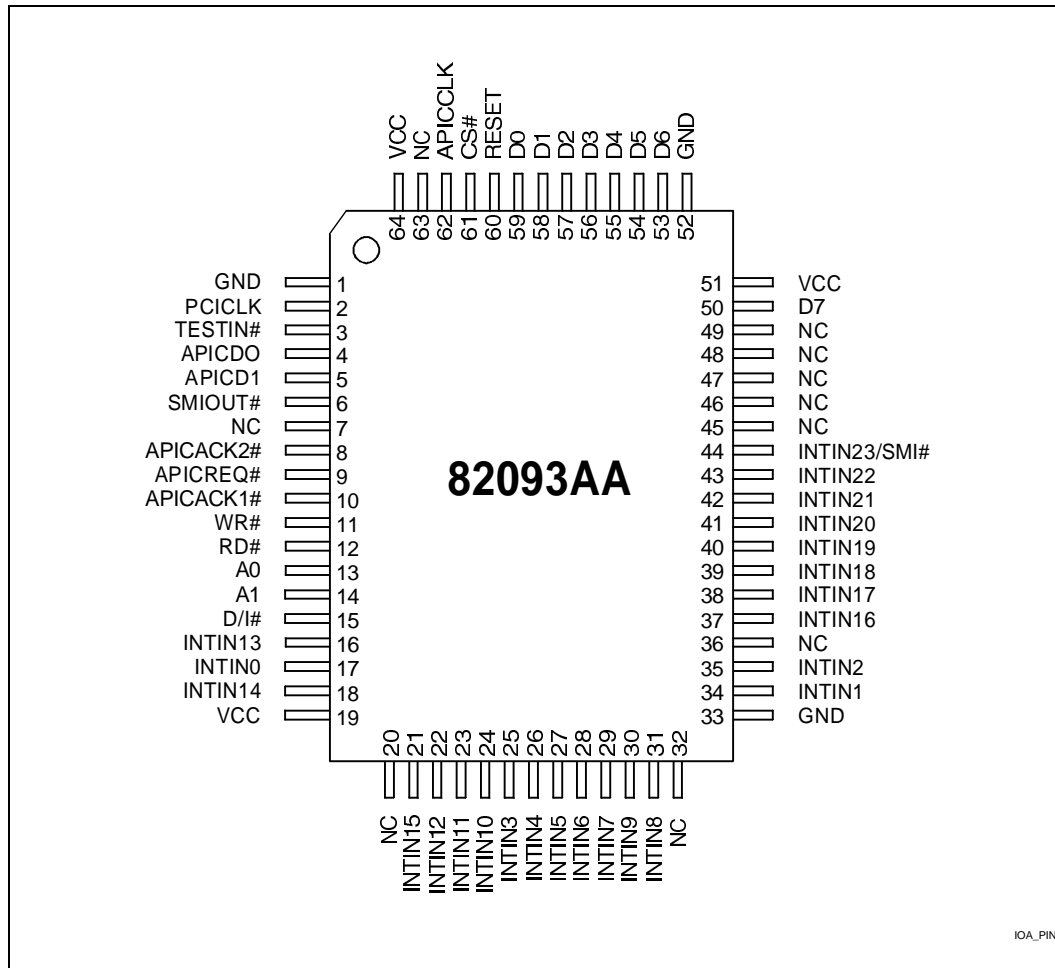 VCC
NC
APICCLK
CS#
RESET
D0
D1
D2
D3
D4
D5
D6
GND
64
63
62
61
60
59
58
57
56
55
54
53
52
GND 1
PCICLK 2
TESTIN# 3
APICDO 4
APICD1 5
SMIOUT# 6
NC 7
APICACK2# 8
APICREQ# 9
APICACK1# 10
WR# 11
RD# 12
A0 13
A1 14
D/I# 15
INTIN13 16
INTIN0 17
INTIN14 18
VCC 19
82093AA
51 VCC
50 D7
49 NC
48 NC
47 NC
46 NC
45 NC
44 INTIN23/SMI#
43 INTIN22
42 INTIN21
41 INTIN20
40 INTIN19
39 INTIN18
38 INTIN17
37 INTIN16
36 NC
35 INTIN2
34 INTIN1
33 GND
20
21
22
23
24
25
26
27
28
29
30
31
32
NC
INTIN15
INTIN12
INTIN11
INTIN10
INTIN3
INTIN4
INTIN5
INTIN6
INTIN7
INTIN9
INTIN8
NC
IOA_PIN